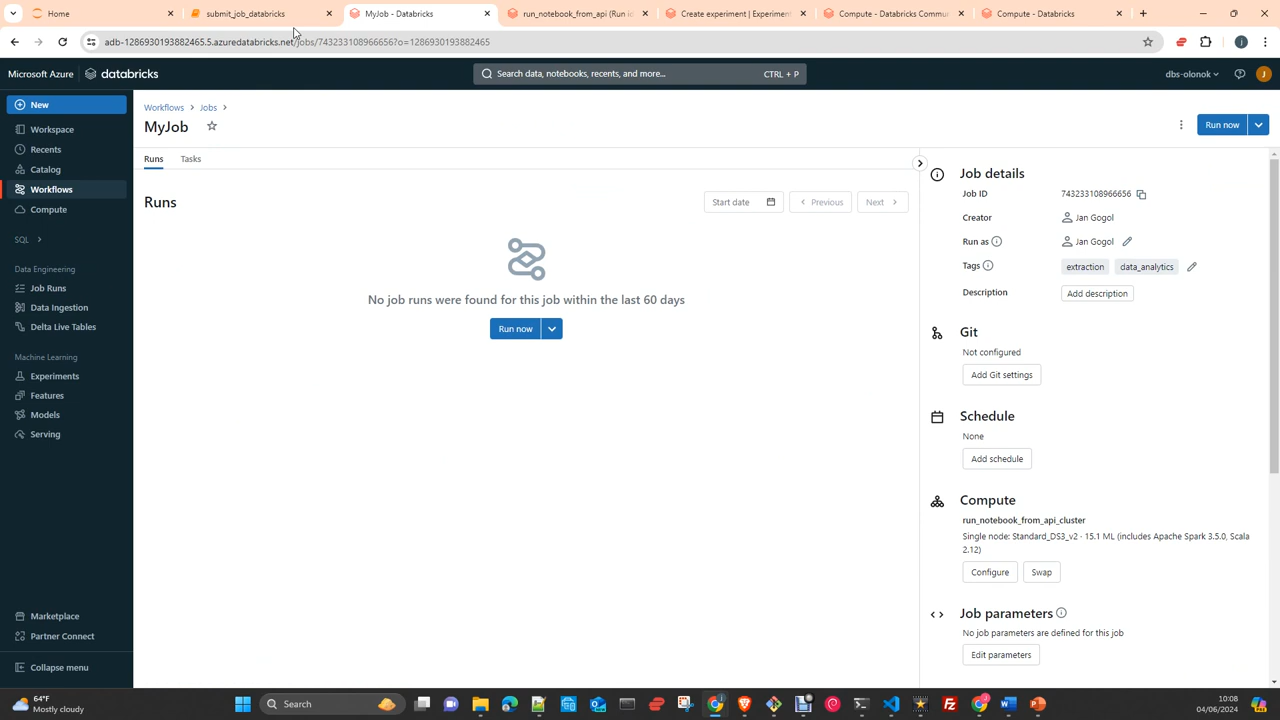 Home
submit_job_databricks
MyJob - Databricks
run_notebook_from_api (Run i
Create experiment | Experiment
Compute - Databricks Commu
Compute - Databricks
adb-1286930193882465.5.azuredatabricks.net/jobs/743233108966656?o=1286930193882465
Microsoft Azure databricks
Search data, notebooks, recents, and more...
CTRL + P
dbs-olonok
J
New
Workspace
Recents
Catalog
Workflows
Compute
SQL
Data Engineering
Job Runs
Data Ingestion
Delta Live Tables
Machine Learning
Experiments
Features
Models
Serving
Marketplace
Partner Connect
Collapse menu
Workflows > Jobs >
MyJob
Run now
Runs Tasks
Runs
Start date
Previous
Next
No job runs were found for this job within the last 60 days
Run now
Job details
Job ID 743233108966656
Creator Jan Gogol
Run as Jan Gogol
Tags extraction data_analytics
Description Add description
Git
Not configured
Add Git settings
Schedule
None
Add schedule
Compute
run_notebook_from_api_cluster
Single node: Standard_DS3_v2 · 15.1 ML (includes Apache Spark 3.5.0, Scala
2.12)
Configure Swap
Job parameters
No job parameters are defined for this job
Edit parameters
64°F
Mostly cloudy
Search
10:08
04/06/2024